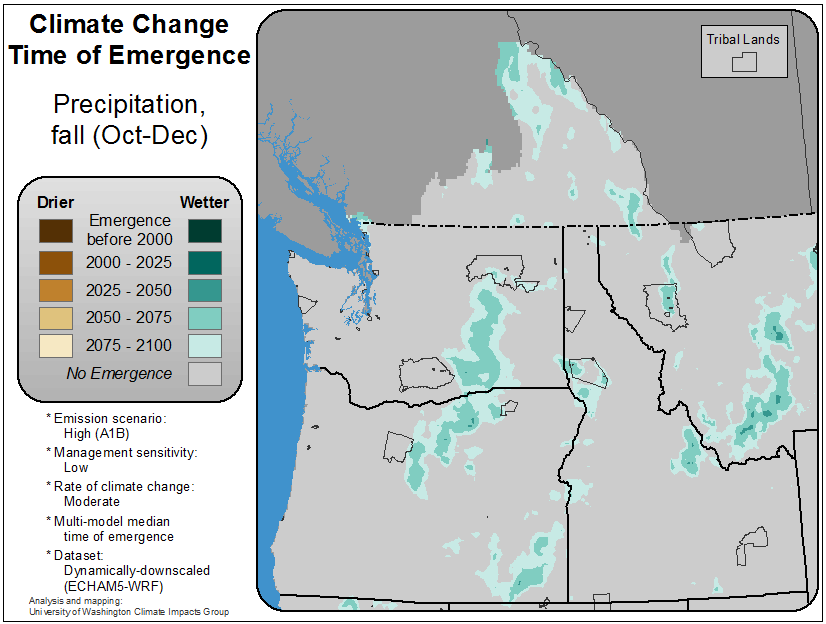 Climate Change
Time of Emergence
Precipitation,
fall (Oct-Dec)
Tribal Lands
Drier Wetter
Emergence
before 2000
2000 - 2025
2025 - 2050
2050 - 2075
2075 - 2100
No Emergence
* Emission scenario:
High (A1B)
* Management sensitivity:
Low
* Rate of climate change:
Moderate
* Multi-model median
time of emergence
* Dataset:
Dynamically-downscaled
(ECHAM5-WRF)
Analysis and mapping:
University of Washington Climate Impacts Group